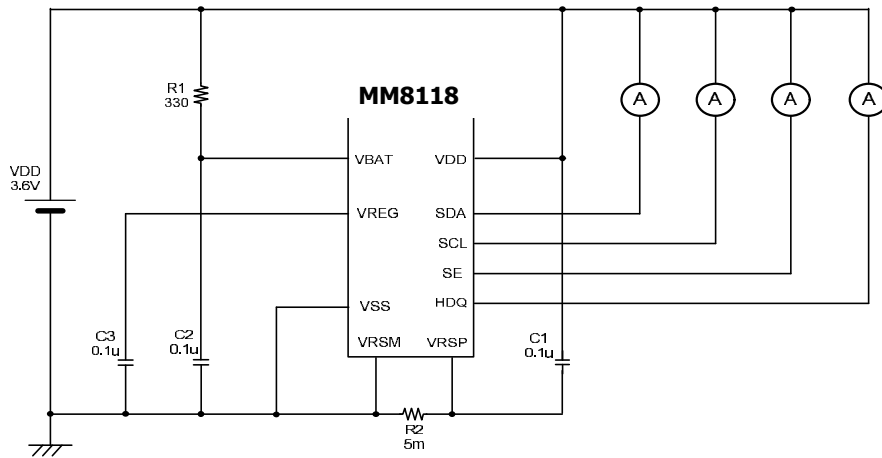 R1
330
MM8118
A
A
A
A
VBAT
VDD
VDD
3.6V
VREG
SDA
SCL
SE
HDQ
VSS
C3
0.1u
C2
0.1u
VRSM
VRSP
C1
0.1u
R2
5m